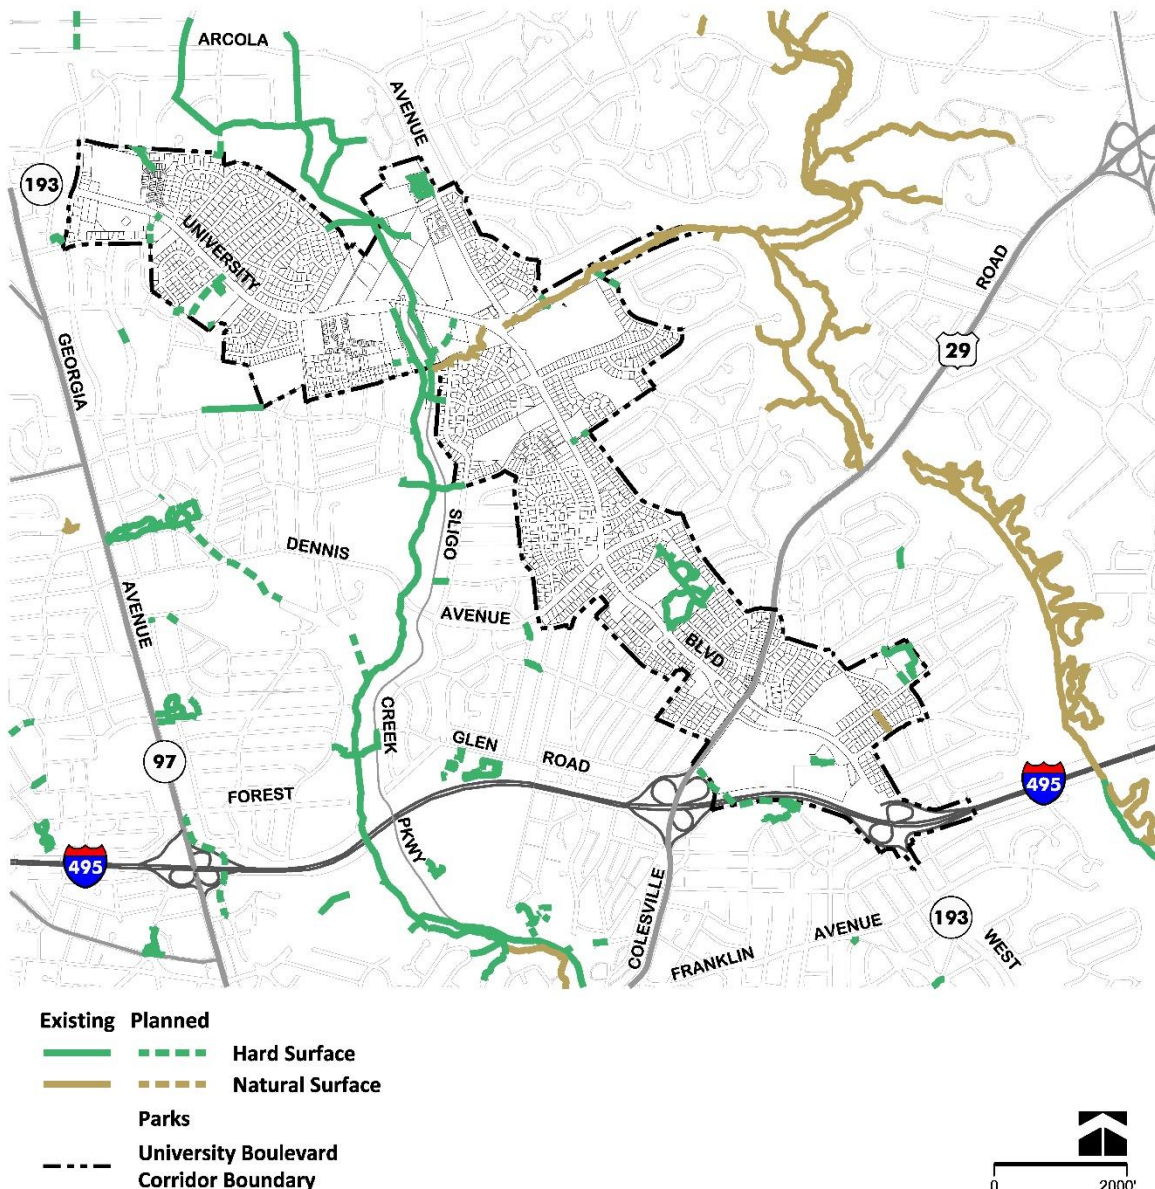 ARCOLA
AVENUE
193
UNIVERSITY
ROAD
29
GEORGIA
SLIGO
DENNIS
AVENUE
AVENUE
BLVD
CREEK
GLEN
ROAD
97
FOREST
495
495
PKWY
COLESVILLE
193
AVENUE
FRANKLIN
WEST
Existing Planned
Hard Surface
Natural Surface
Parks
University Boulevard
Corridor Boundary
0 2000'